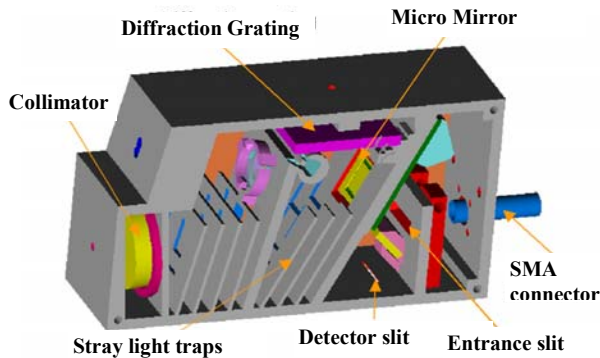 Micro Mirror
Diffraction Grating
Collimator
SMA
connector
Stray light traps
Detector slit
Entrance slit